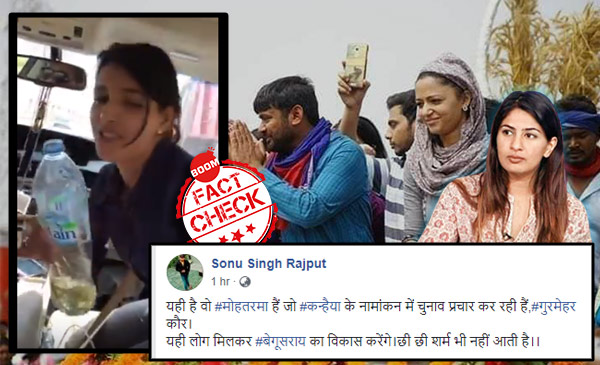 BOOM
FACT
CHECK
Sonu Singh Rajput
1 hr ·
यही है वो #मोहतरमा हैं जो #कन्हैया के नामांकन में चुनाव प्रचार कर रही हैं,#गुरमेहर
कौर।
यही लोग मिलकर #बेगूसराय का विकास करेंगे।छी छी शर्म भी नहीं आती है।।